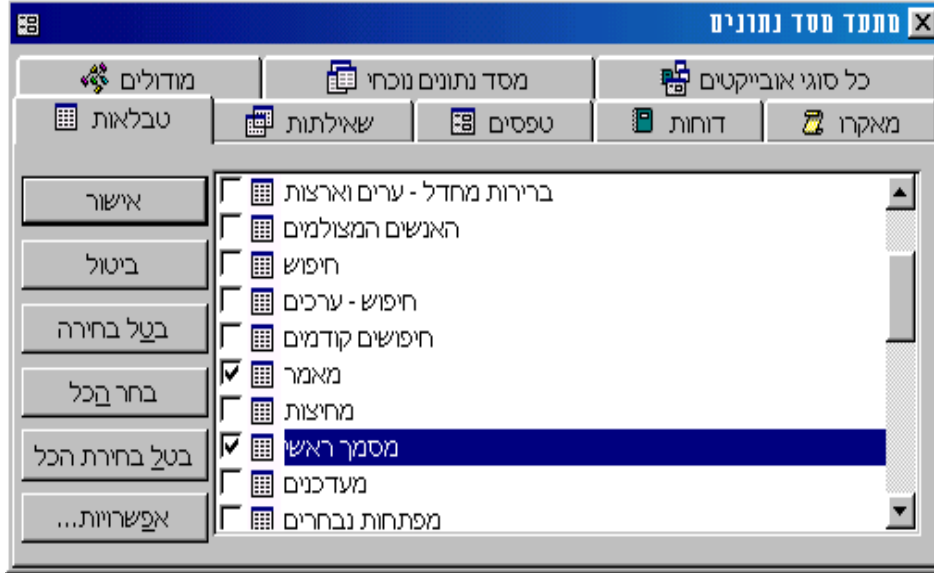 מתעד מסד נתונים
כל סוגי אובייקטים
מסד נתונים נוכחי
מודולים
מאקרו
דוחות
טפסים
שאילתות
טבלאות
ברירות מחדל - ערים וארצות
האנשים המצולמים
חיפוש
חיפוש - ערכים
חיפושים קודמים
מאמר
מחיצות
מסמך ראשי
מעדכנים
מפתחות נבחרים
אישור
ביטול
בטל בחירה
בחר הכל
בטל בחירת הכל
אפשרויות...